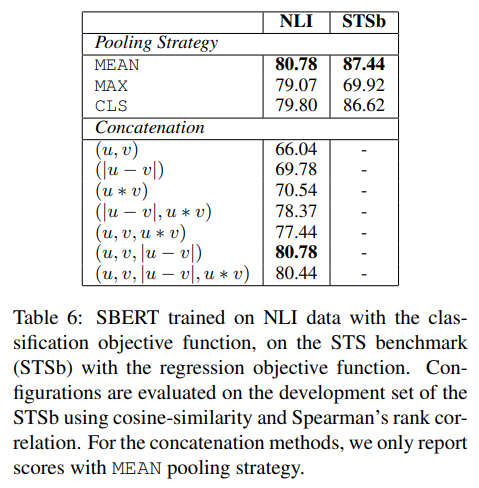 NLI STSb
Pooling Strategy
MEAN 80.78 87.44
MAX 79.07 69.92
CLS 79.80 86.62
Concatenation
(u, v) 66.04 -
(|u − v|) 69.78 -
(u ∗ v) 70.54 -
(|u − v|, u ∗ v) 78.37 -
(u, v, u ∗ v) 77.44 -
(u, v, |u − v|) 80.78 -
(u, v, |u − v|, u ∗ v) 80.44 -
Table 6: SBERT trained on NLI data with the clas-
sification objective function, on the STS benchmark
(STSb) with the regression objective function. Con-
figurations are evaluated on the development set of the
STSb using cosine-similarity and Spearman's rank cor-
relation. For the concatenation methods, we only report
scores with MEAN pooling strategy.